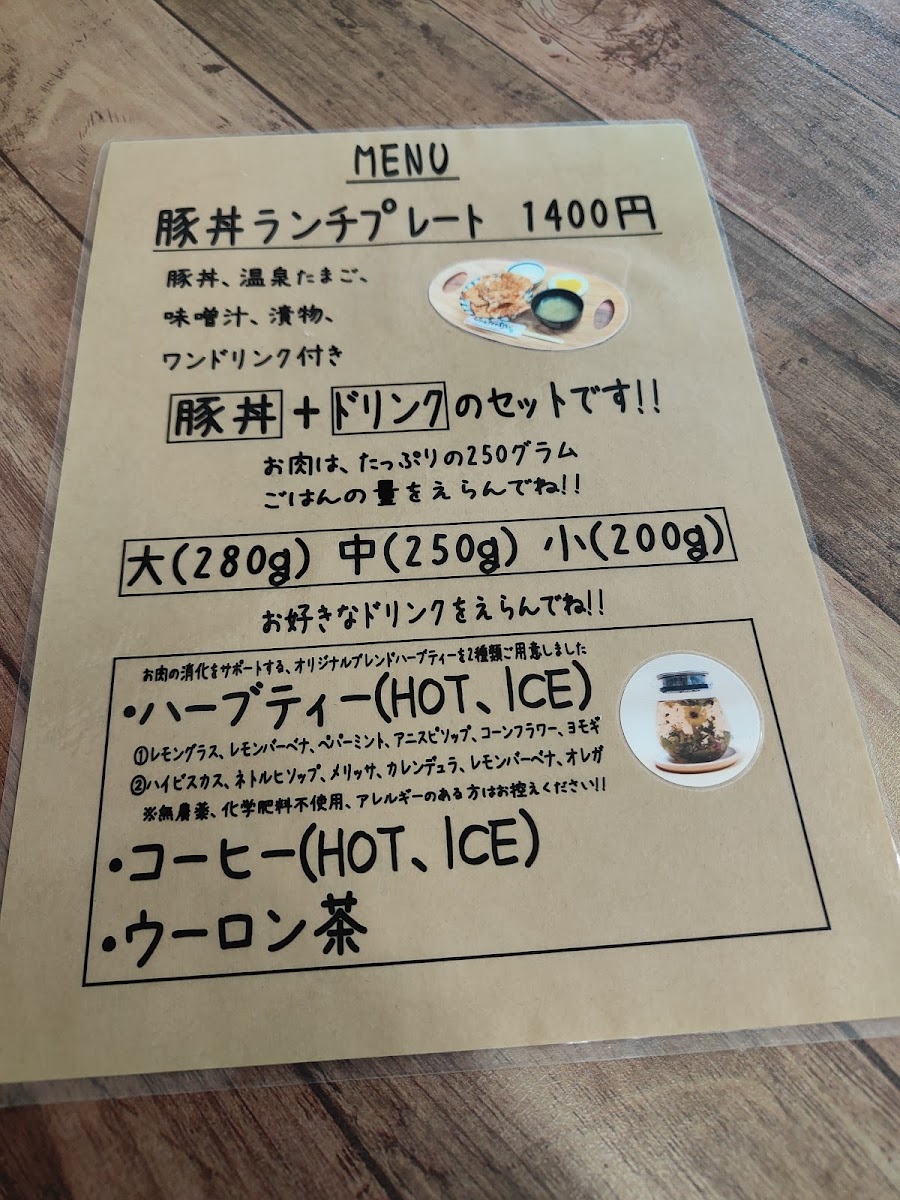 MENU
豚丼ランチプレート 1400円
豚丼、温泉たまご、
味噌汁、漬物、
ワンドリンク付き
豚丼+ドリンクのセットです!!
お肉は、たっぷりの250グラム
ごはんの量をえらんでね!!
大(280g) 中(250g) 小(200g)
お好きなドリンクをえらんでね!!
お肉の消化をサポートする、オリジナルブレンドハーブティーを2種類ご用意しました
・ハーブティー(HOT、ICE)
①レモングラス、レモンバーベナ、ペパーミント、アニスヒソップ、コーンフラワー、ヨモギ
②ハイビスカス、ネトルヒソップ、メリッサ、カレンデュラ、レモンバーベナ、オレガ
※無農薬、化学肥料不使用、アレルギーのある方はお控えください!!
・コーヒー(HOT、ICE)
・ウーロン茶